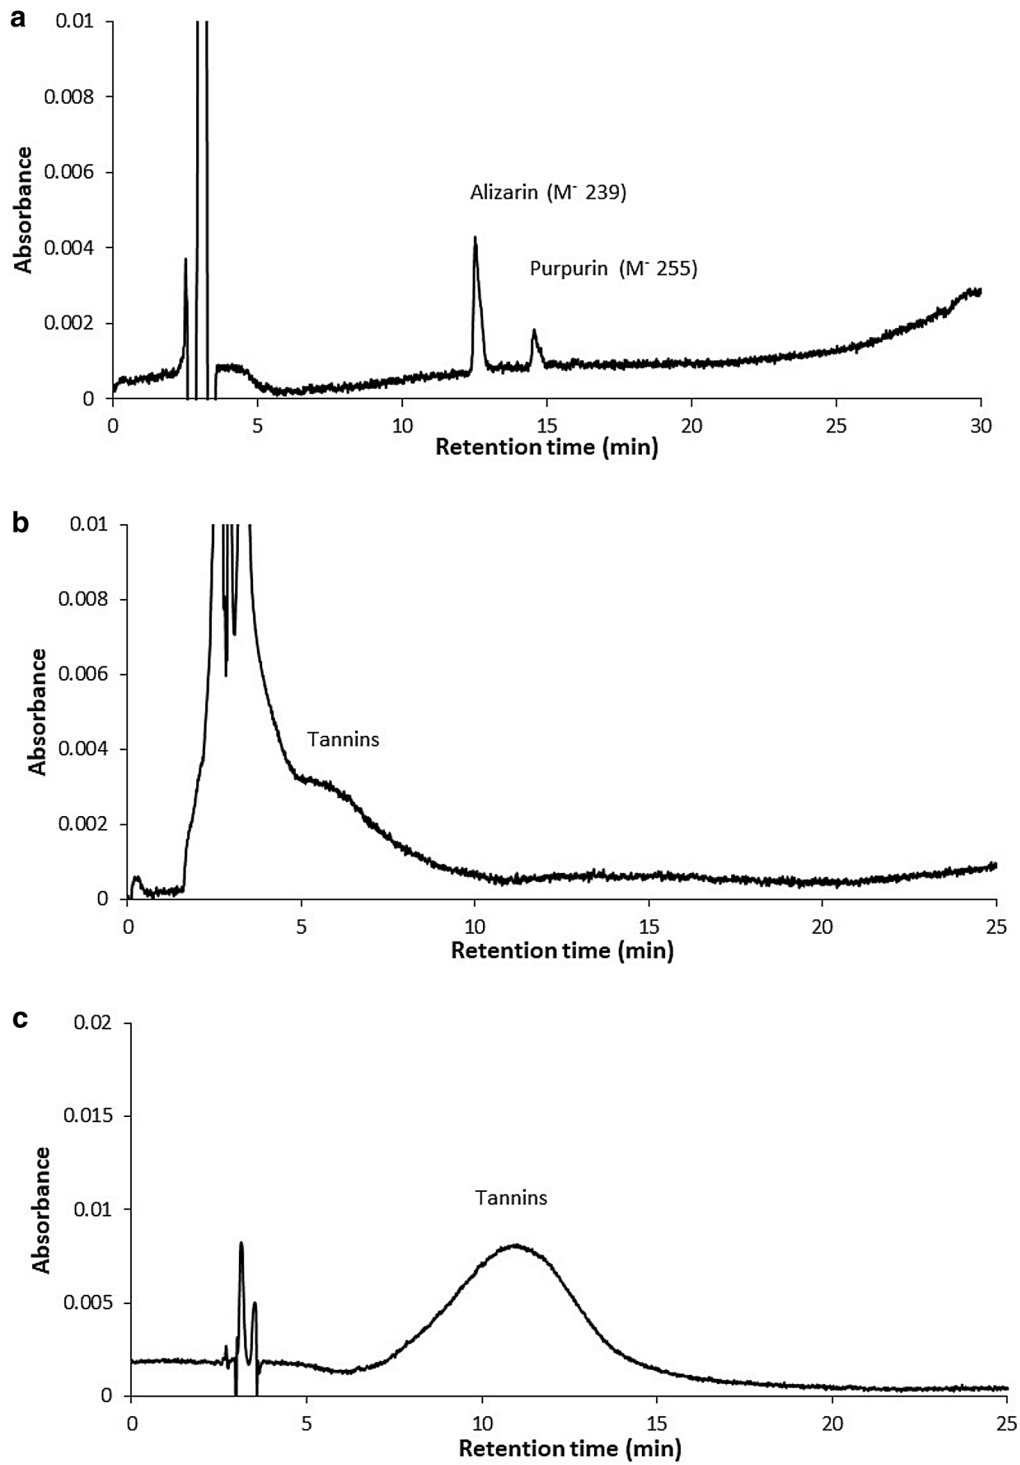 a
0.01
0.008
0.006
0.004
0.002
0
Absorbance
Alizarin (M- 239)
Purpurin (M- 255)
0 5 10 15 20 25 30
Retention time (min)
b
0.01
0.008
0.006
0.004
0.002
0
Absorbance
Tannins
0 5 10 15 20 25
Retention time (min)
c
0.02
0.015
0.01
0.005
0
Absorbance
Tannins
0 5 10 15 20 25
Retention time (min)